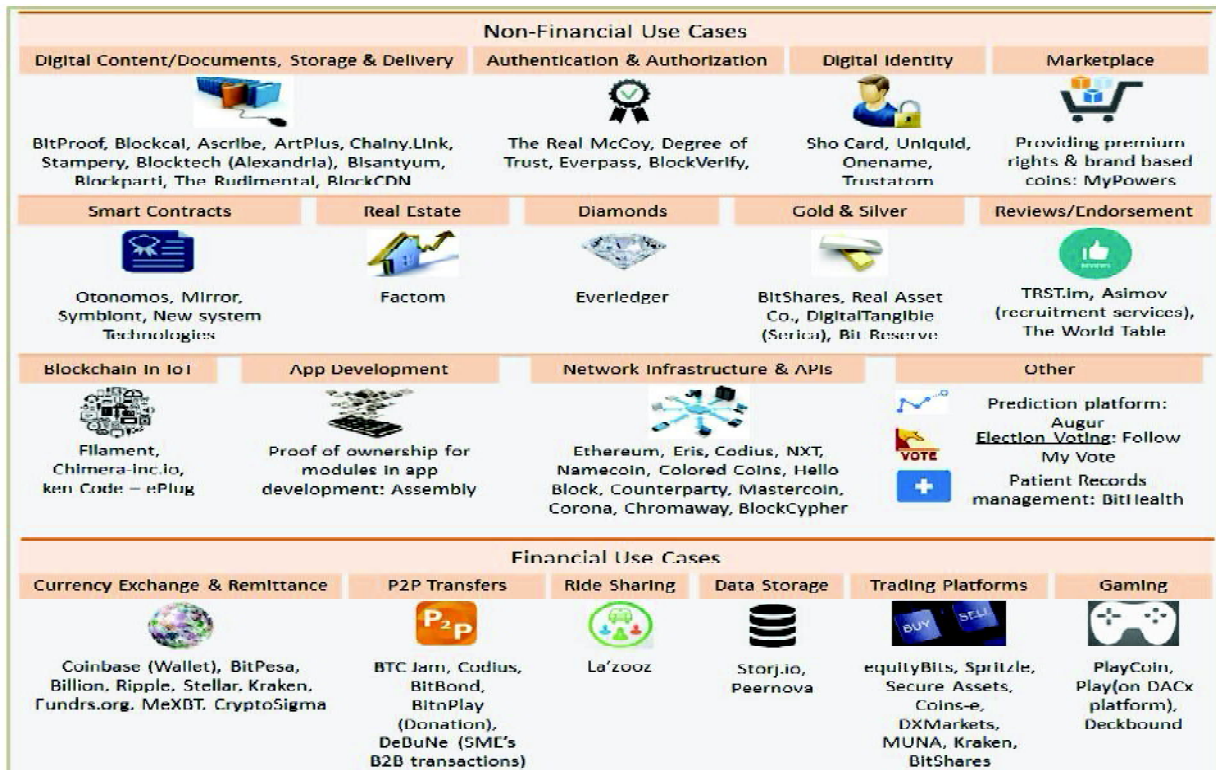 Non-Financial Use Cases
Digital Content/Documents, Storage & Delivery
BitProof, Blockcal, Ascribe, ArtPlus, Chainy.Link,
Stampery, Blocktech (Alexandria), Bisantyum,
Blockparti, The Rudimental, BlockCDN
Authentication & Authorization
The Real McCoy, Degree of
Trust, Everpass, BlockVerify,
Digital Identity
Sho Card, Uniquid,
Onename,
Trustatom
Marketplace
Providing premium
rights & brand based
coins: MyPowers
Smart Contracts
Otonomos, Mirror,
Symbiont, New system
Technologies
Real Estate
Factom
Diamonds
Everledger
Gold & Silver
BitShares, Real Asset
Co., DigitalTangible
(Serica), Bit Reserve
Reviews/Endorsement
REVIEWS
TRST.im, Asimov
(recruitment services),
The World Table
Blockchain in IoT
Filament,
Chimera-inc.io,
ken Code – ePlug
App Development
Proof of ownership for
modules in app
development: Assembly
Network Infrastructure & APIs
Ethereum, Eris, Codius, NXT,
Namecoin, Colored Coins, Hello
Block, Counterparty, Mastercoin,
Corona, Chromaway, BlockCypher
Other
Prediction platform:
Augur
VOTE
Election Voting: Follow
My Vote
Patient Records
management: BitHealth
Financial Use Cases
Currency Exchange & Remittance
Coinbase (Wallet), BitPesa,
Billion, Ripple, Stellar, Kraken,
Fundrs.org, MeXBT, CryptoSigma
P2P Transfers
P2P
BTC Jam, Codius,
BitBond,
BitnPlay
(Donation),
DeBuNe (SME's
B2B transactions)
Ride Sharing
La'zooz
Data Storage
Storj.io,
Peernova
Trading Platforms
BUY SELL
equityBits, Spritzle,
Secure Assets,
Coins-e,
DXMarkets,
MUNA, Kraken,
BitShares
Gaming
PlayCoin,
Play(on DACx
platform),
Deckbound